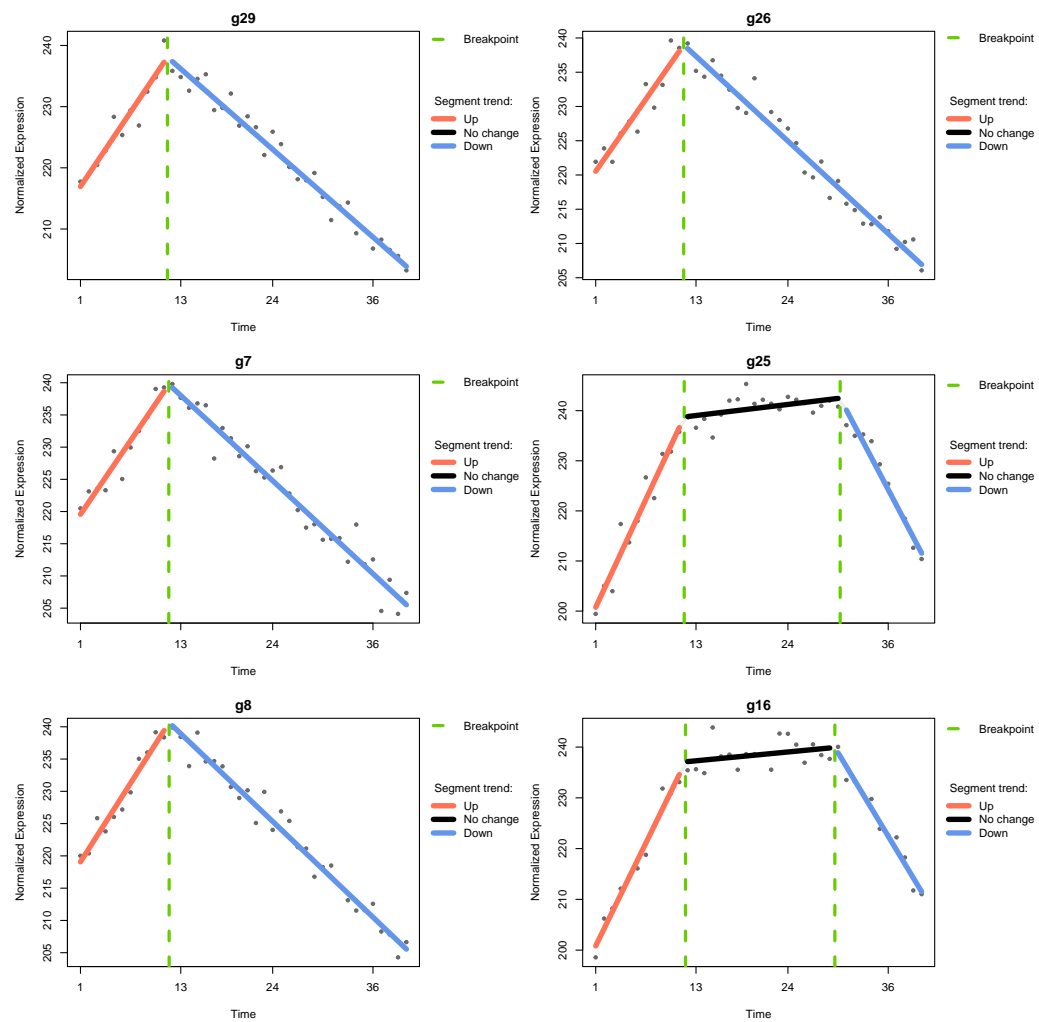 g29
240
230
220
210
Normalized Expression
1 13 24 36
Time
Breakpoint
Segment trend:
Up
No change
Down
g26
240
235
230
225
220
215
210
205
Normalized Expression
1 13 24 36
Time
Breakpoint
Segment trend:
Up
No change
Down
g7
240
235
230
225
220
215
210
205
Normalized Expression
1 13 24 36
Time
Breakpoint
Segment trend:
Up
No change
Down
g25
240
230
220
210
200
Normalized Expression
1 13 24 36
Time
Breakpoint
Segment trend:
Up
No change
Down
g8
240
235
230
225
220
215
210
205
Normalized Expression
1 13 24 36
Time
Breakpoint
Segment trend:
Up
No change
Down
g16
240
230
220
210
200
Normalized Expression
1 13 24 36
Time
Breakpoint
Segment trend:
Up
No change
Down